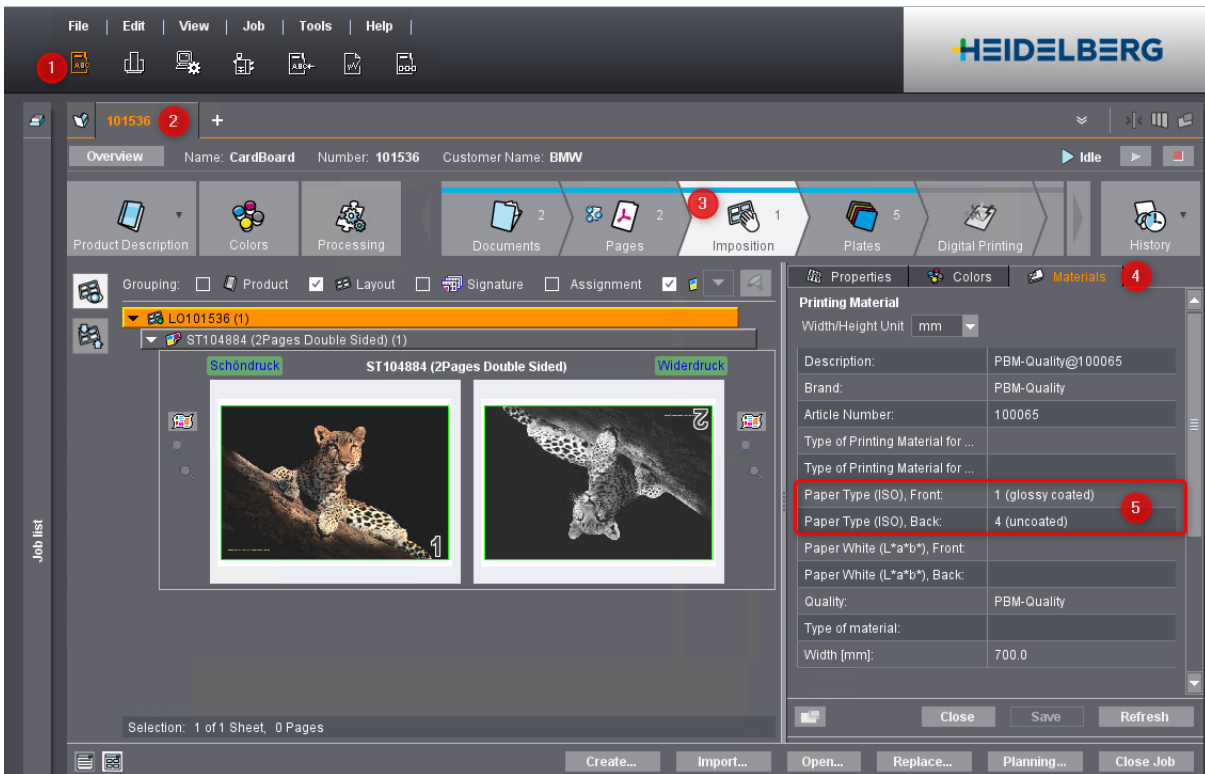 File | Edit | View | Job | Tools | Help |
HEIDELBERG
1
101536 2 +
Overview Name: CardBoard Number: 101536 Customer Name: BMW Idle
Product Description Colors Processing
2 Documents
2 Pages
3 1 Imposition
5 Plates
Digital Printing
History
Job list
Grouping: Product Layout Signature Assignment
LO101536 (1)
ST104884 (2Pages Double Sided) (1)
Schöndruck ST104884 (2Pages Double Sided) Widerdruck
1
2
Selection: 1 of 1 Sheet, 0 Pages
Properties Colors Materials 4
Printing Material
Width/Height Unit mm
Description: PBM-Quality@100065
Brand: PBM-Quality
Article Number: 100065
Type of Printing Material for ...
Type of Printing Material for ...
Paper Type (ISO), Front: 1 (glossy coated)
5
Paper Type (ISO), Back: 4 (uncoated)
Paper White (L*a*b*), Front:
Paper White (L*a*b*), Back:
Quality: PBM-Quality
Type of material:
Width [mm]: 700.0
Close Save Refresh
Create... Import... Open... Replace... Planning... Close Job